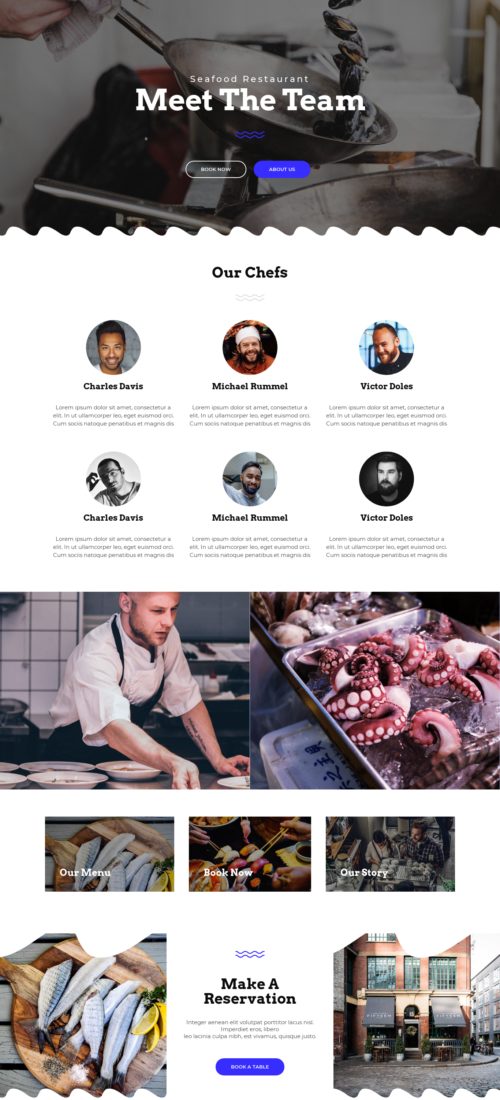 Seafood Restaurant
Meet The Team
BOOK NOW
ABOUT US
Our Chefs
Charles Davis
Michael Rummel
Victor Doles
Lorem ipsum dolor sit amet, consectetur a
elit. In ut ullamcorper leo, eget euismod orci.
Cum sociis natoque penatibus et magnis dis
Lorem ipsum dolor sit amet, consectetur a
elit. In ut ullamcorper leo, eget euismod orci.
Cum sociis natoque penatibus et magnis dis
Lorem ipsum dolor sit amet, consectetur a
elit. In ut ullamcorper leo, eget euismod orci.
Cum sociis natoque penatibus et magnis dis
Charles Davis
Michael Rummel
Victor Doles
Lorem ipsum dolor sit amet, consectetur a
elit. In ut ullamcorper leo, eget euismod orci.
Cum sociis natoque penatibus et magnis dis
Lorem ipsum dolor sit amet, consectetur a
elit. In ut ullamcorper leo, eget euismod orci.
Cum sociis natoque penatibus et magnis dis
Lorem ipsum dolor sit amet, consectetur a
elit. In ut ullamcorper leo, eget euismod orci.
Cum sociis natoque penatibus et magnis dis
Our Menu
Book Now
Our Story
Make A
Reservation
Integer aenean elit volutpat porttitor lacus nisl.
Imperdiet eros, libero
leo lacinia culpa nibh, est vivamus, quisque justo.
BOOK A TABLE